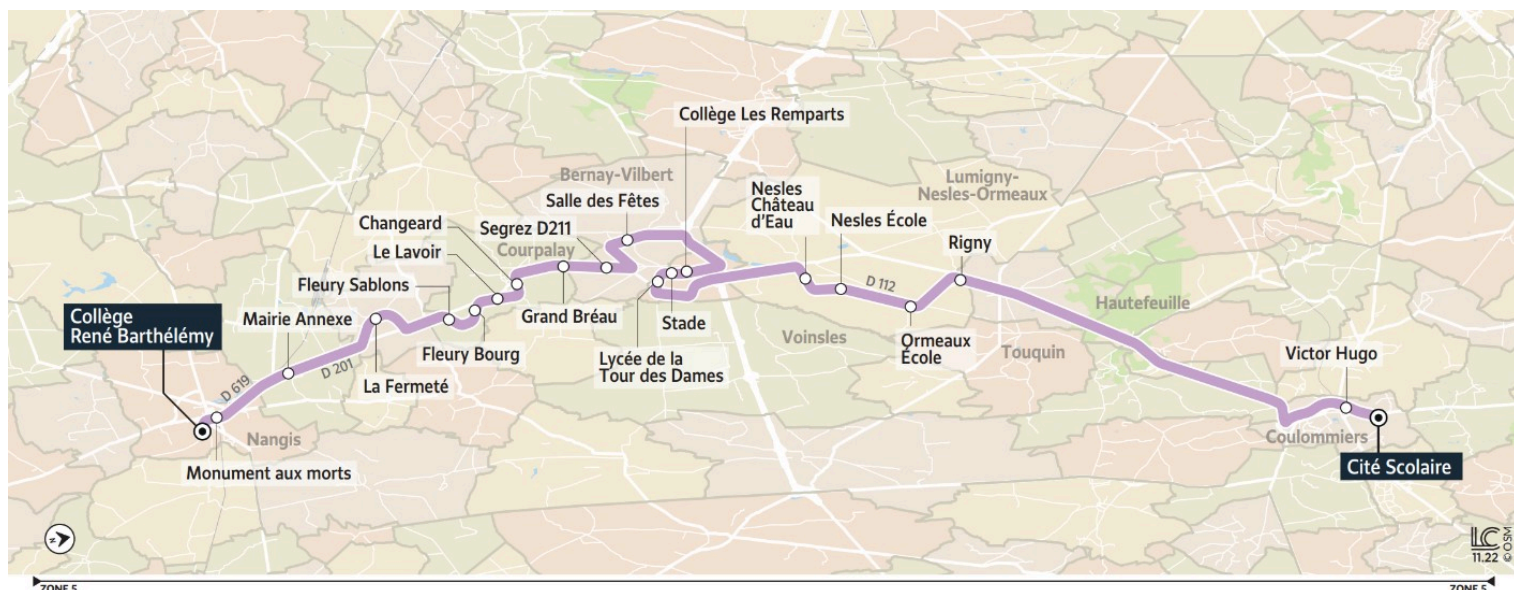 Collège Les Remparts
Bernay-Vilbert
Salle des Fêtes
Nesles
Château
d'Eau
Lumigny-
Nesles-Ormeaux
Changeard
Segrez D211
Courpalay
Nesles École
Rigny
Le Lavoir
Fleury Sablons
D 112
Hautefeuille
Collège
René Barthélémy
Mairie Annexe
Grand Bréau
Stade
Voinsles
Ormeaux
École
Touquin
Fleury Bourg
Lycée de la
Tour des Dames
Victor Hugo
D 619
D 201
La Fermeté
Nangis
Coulommiers
Monument aux morts
Cité Scolaire
N
LC
11.22
© OSM
ZONE 5
ZONE 5